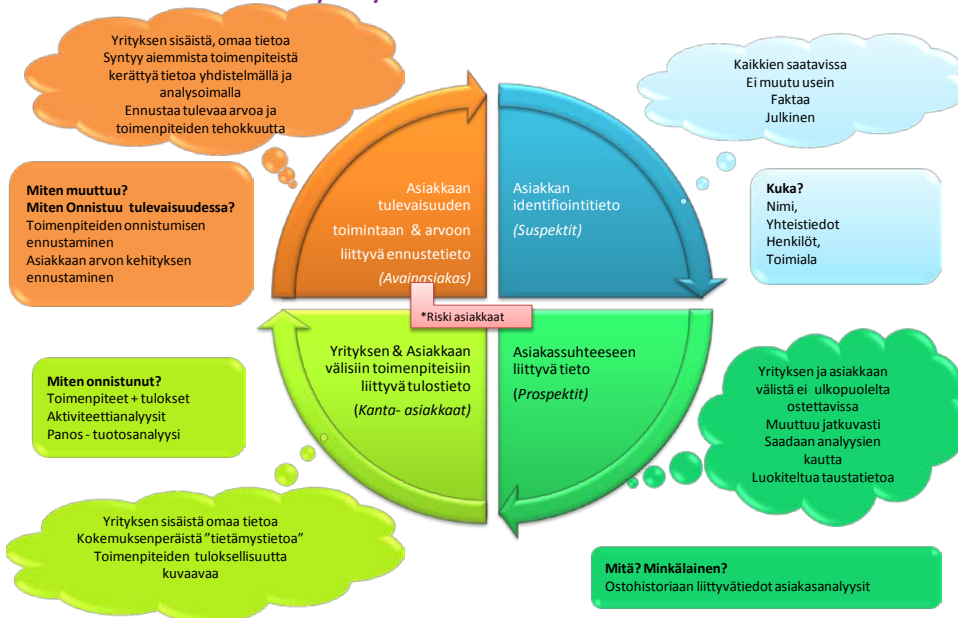 Yrityksen sisäistä, omaa tietoa
Syntyy aiemmista toimenpiteistä
kerättyä tietoa yhdistelmällä ja
analysoimalla
Ennustaa tulevaa arvoa ja
toimenpiteiden tehokkuutta
Kaikkien saatavissa
Ei muutu usein
Faktaa
Julkinen
Miten muuttuu?
Miten Onnistuu tulevaisuudessa?
Toimenpiteiden onnistumisen
ennustaminen
Asiakkaan arvon kehityksen
ennustaminen
Asiakkaan
tulevaisuuden
toimintaan & arvoon
liittyvä ennustetieto
(Avainasiakas)
Asiakkan
identifiointitieto
(Suspektit)
Kuka?
Nimi,
Yhteistiedot
Henkilöt,
Toimiala
*Riski asiakkaat
Miten onnistunut?
Toimenpiteet + tulokset
Aktiviteettianalyysit
Panos - tuotosanalyysi
Yrityksen & Asiakkaan
välisiin toimenpiteisiin
liittyvä tulostieto
(Kanta- asiakkaat)
Asiakassuhteeseen
liittyvä tieto
(Prospektit)
Yrityksen ja asiakkaan
välistä ei ulkopuolelta
ostettavissa
Muuttuu jatkuvasti
Saadaan analyysien
kautta
Luokiteltua taustatietoa
Yrityksen sisäistä omaa tietoa
Kokemuksenperäistä ”tietämystietoa”
Toimenpiteiden tuloksellisuutta
kuvaavaa
Mitä? Minkälainen?
Ostohistoriaan liittyvätiedot asiakasanalyysit